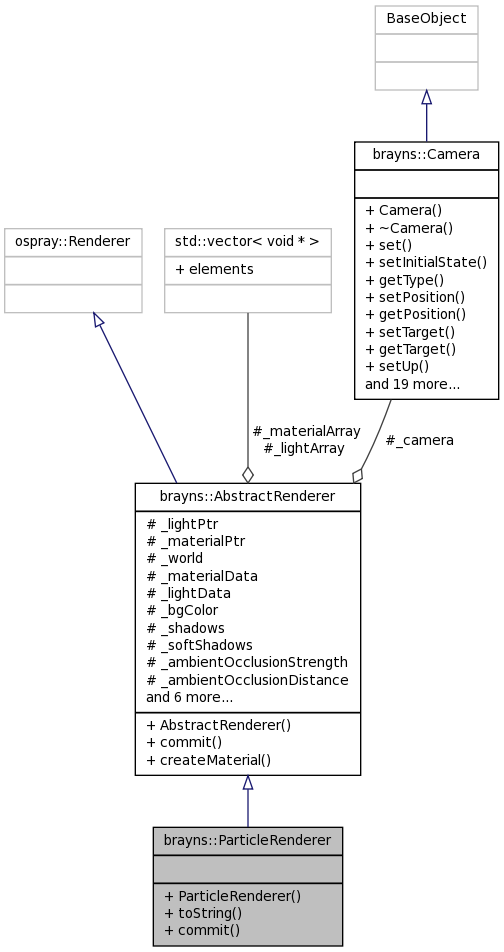 BaseObject
brayns::Camera
+ Camera()
+ ~Camera()
+ set()
+ setInitialState()
+ getType()
+ setPosition()
+ getPosition()
+ setTarget()
+ getTarget()
+ setUp()
and 19 more...
ospray::Renderer
std::vector< void * >
+ elements
#_materialArray
#_lightArray
#_camera
brayns::AbstractRenderer
# _lightPtr
# _materialPtr
# _world
# _materialData
# _lightData
# _bgColor
# _shadows
# _softShadows
# _ambientOcclusionStrength
# _ambientOcclusionDistance
and 6 more...
+ AbstractRenderer()
+ commit()
+ createMaterial()
brayns::ParticleRenderer
+ ParticleRenderer()
+ toString()
+ commit()